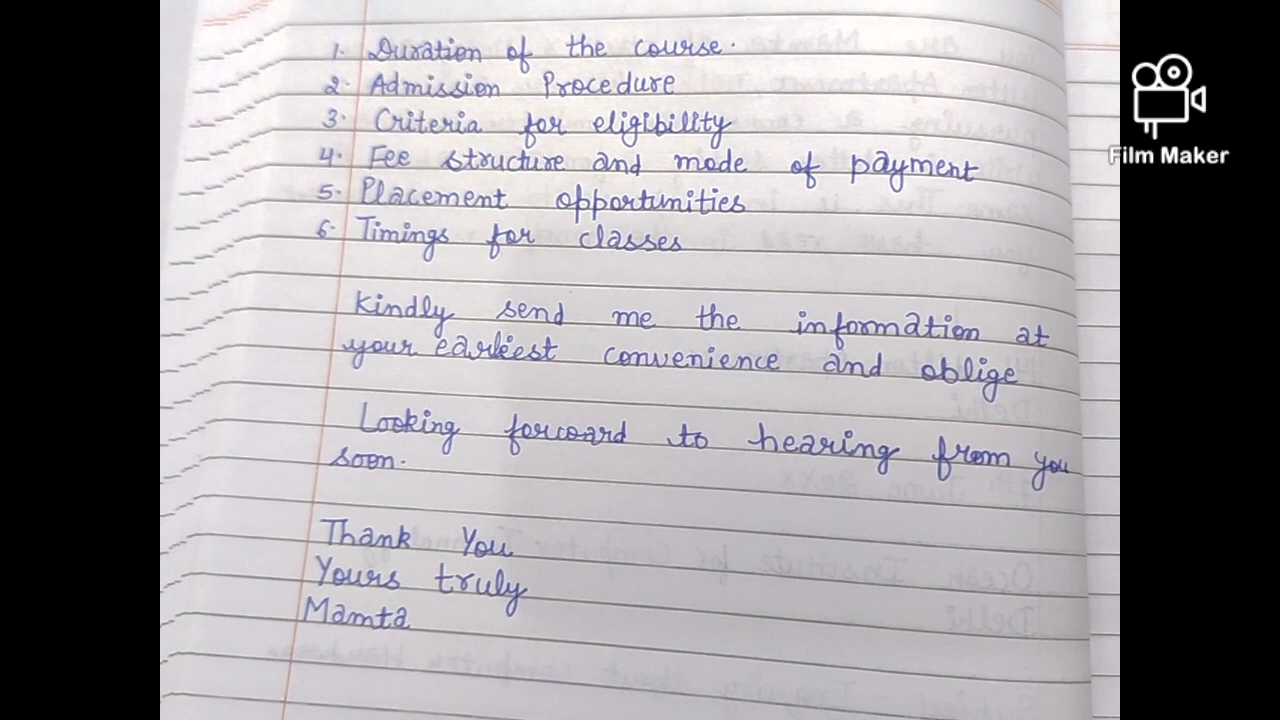 1. Duration of the course.
2. Admission Procedure
3. Criteria for eligibility
4. Fee structure and mode of payment
5. Placement opportunities
6. Timings for classes
Kindly send me the information at
your earliest convenience and oblige
Looking forward to hearing from you
soon.
Thank You
Yours truly
Mamta
Film Maker